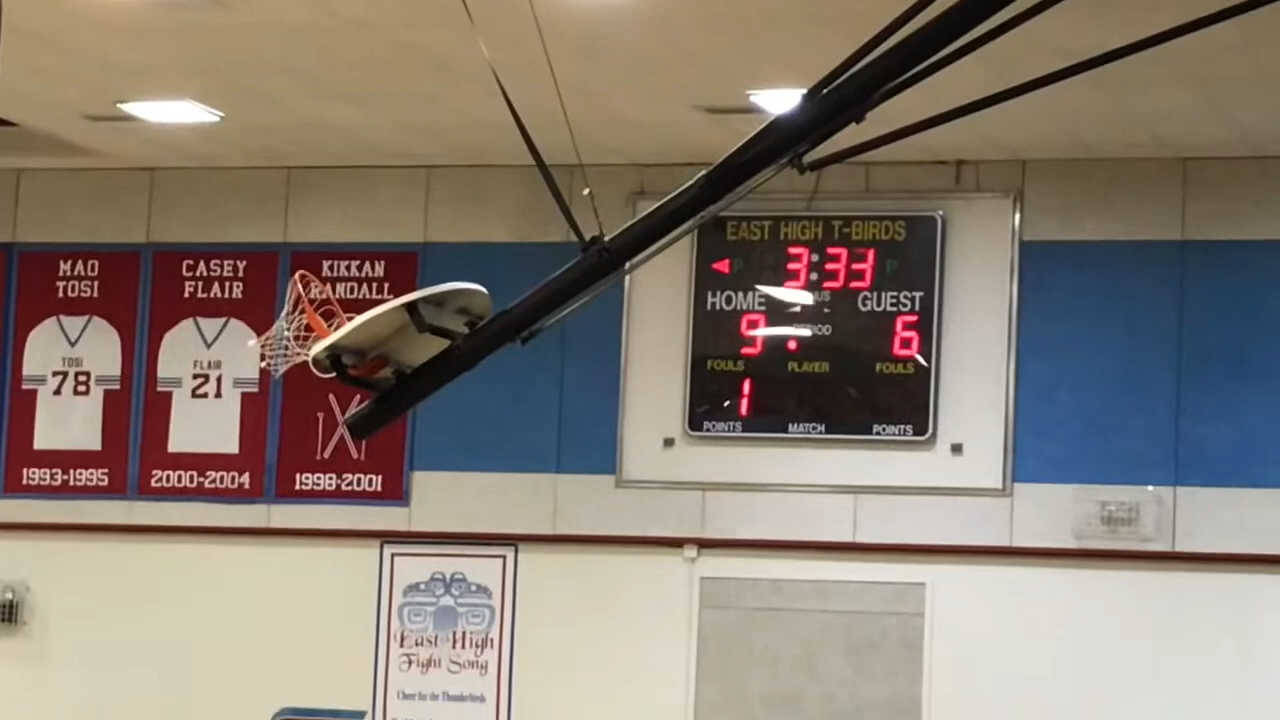 MAO
TOSI
TOSI
78
1993-1995
CASEY
FLAIR
FLAIR
21
2000-2004
KIKKAN
RANDALL
1998-2001
EAST HIGH T-BIRDS
P 3:33 P
HOME GUEST
9 PERIOD 6
FOULS PLAYER FOULS
1
POINTS MATCH POINTS
East High
Fight Song
Cheer for the Thunderbirds